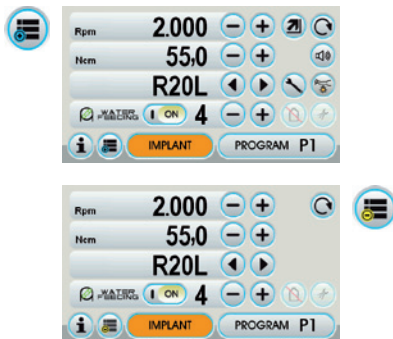 Rpm 2.000
Ncm 55,0
R20L
WATER FEEDING I ON 4
i IMPLANT PROGRAM P1
Rpm 2.000
Ncm 55,0
R20L
WATER FEEDING I ON 4
i IMPLANT PROGRAM P1